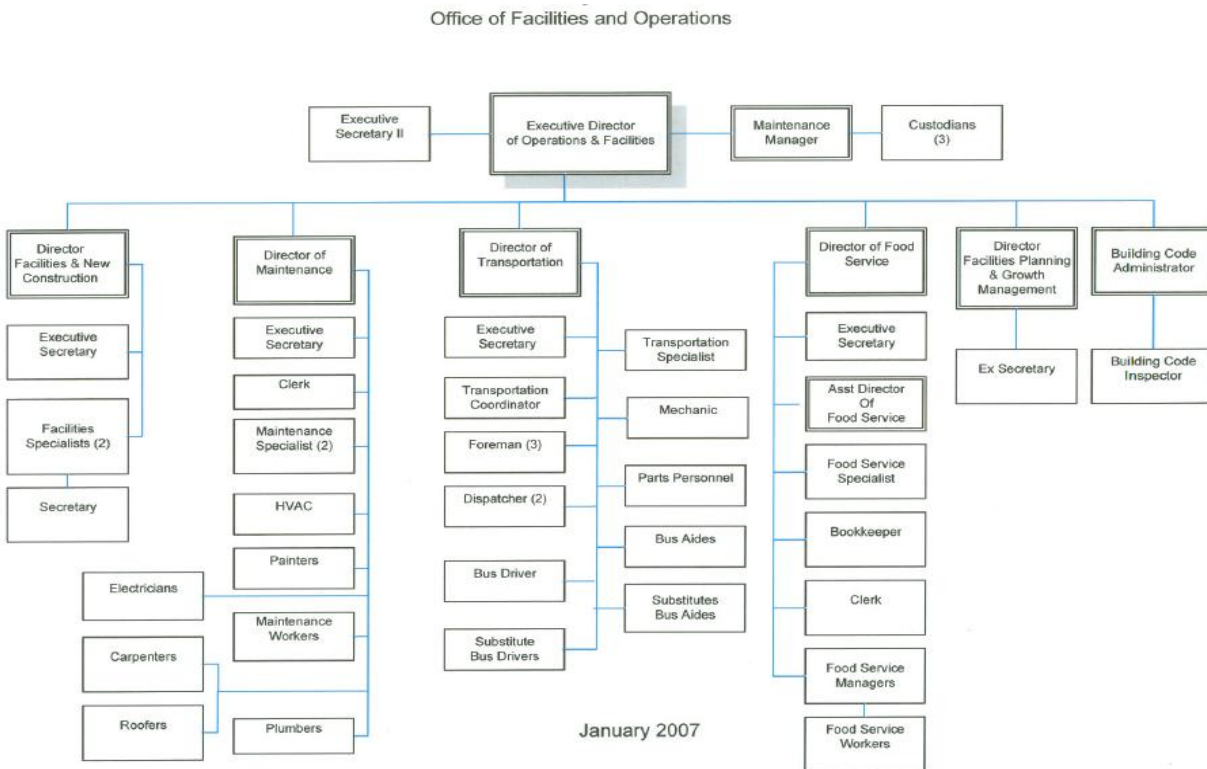 Office of Facilities and Operations
Executive
Secretary II
Executive Director
of Operations & Facilities
Maintenance
Manager
Custodians
(3)
Director
Facilities & New
Construction
Executive
Secretary
Facilities
Specialists (2)
Secretary
Director of
Maintenance
Executive
Secretary
Clerk
Maintenance
Specialist (2)
HVAC
Painters
Electricians
Maintenance
Workers
Carpenters
Roofers
Plumbers
Director of
Transportation
Executive
Secretary
Transportation
Coordinator
Foreman (3)
Dispatcher (2)
Bus Driver
Substitute
Bus Drivers
Transportation
Specialist
Mechanic
Parts Personnel
Bus Aides
Substitutes
Bus Aides
Director of Food
Service
Executive
Secretary
Asst Director
Of
Food Service
Food Service
Specialist
Bookkeeper
Clerk
Food Service
Managers
Food Service
Workers
Director
Facilities Planning
& Growth
Management
Ex Secretary
Building Code
Administrator
Building Code
Inspector
January 2007